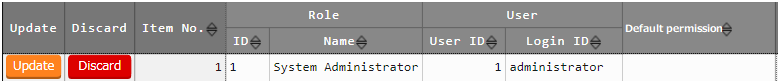 Update Discard Item No. Role User Default permission
ID Name User ID Login ID
Update Discard 1 1 System Administrator 1 administrator